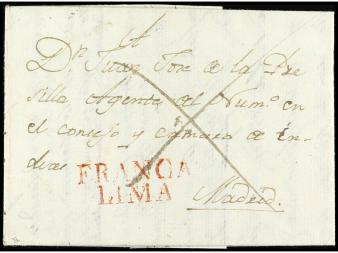 A
Dn. Juan Jose de la Pre
silla Agente del Numo. en
el consejo y camara de in
dias
FRANCA
LIMA
Madrid.